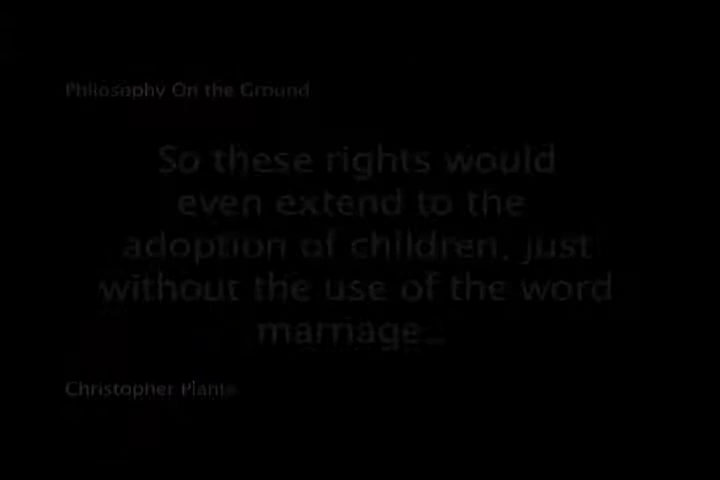 Philosophy On the Ground
So these rights would
even extend to the
adoption of children, just
without the use of the word
marriage...
Christopher Plante